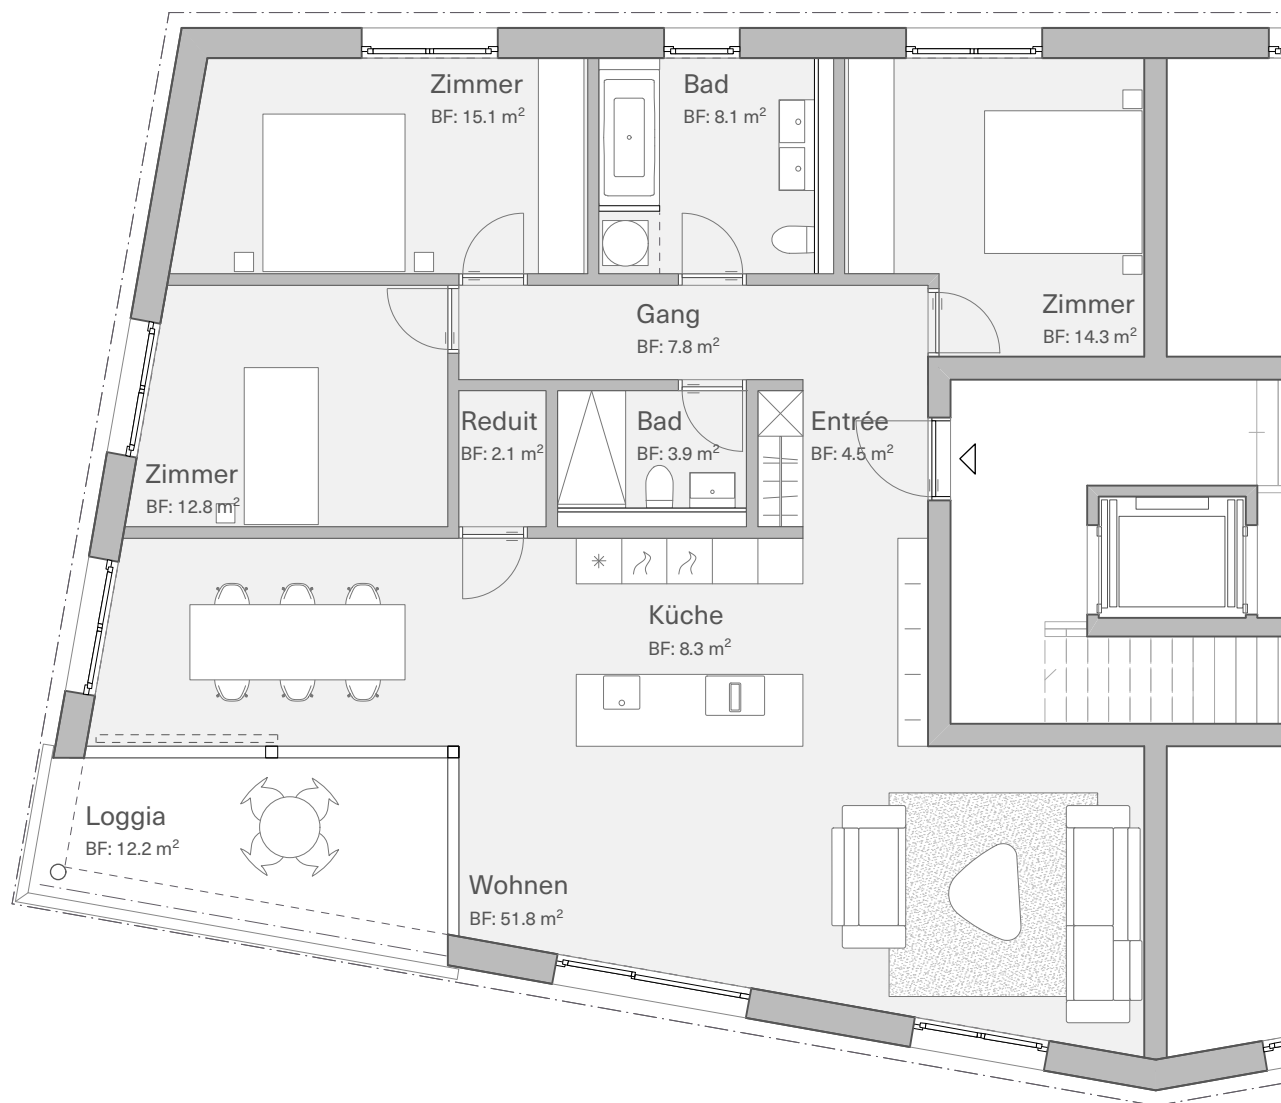 Zimmer
BF: 15.1 m²
Bad
BF: 8.1 m²
Zimmer
BF: 14.3 m²
Gang
BF: 7.8 m²
Zimmer
BF: 12.8 m²
Reduit
BF: 2.1 m²
Bad
BF: 3.9 m²
Entrée
BF: 4.5 m²
Küche
BF: 8.3 m²
Loggia
BF: 12.2 m²
Wohnen
BF: 51.8 m²